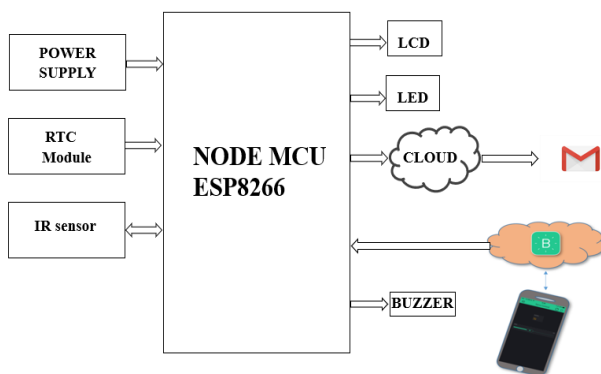 POWER
SUPPLY
RTC
Module
IR sensor
NODE MCU
ESP8266
LCD
LED
CLOUD
B
BUZZER